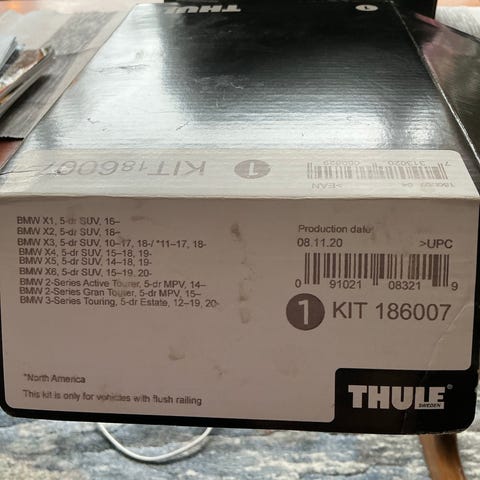 THULE 1
KIT 186007 1
>EAN
BMW X1, 5-dr SUV, 16–
BMW X2, 5-dr SUV, 18–
BMW X3, 5-dr SUV, 10–17, 18-/ *11–17, 18-
BMW X4, 5-dr SUV, 15–18, 19-
BMW X5, 5-dr SUV, 14–18, 19-
BMW X6, 5-dr SUV, 15–19, 20-
BMW 2-Series Active Tourer, 5-dr MPV, 14–
BMW 2-Series Gran Tourer, 5-dr MPV, 15–
BMW 3-Series Touring, 5-dr Estate, 12–19, 20-
*North America
This kit is only for vehicles with flush railing
Production date:
08.11.20 >UPC
0 91021 08321 9
1 KIT 186007
THULE
SWEDEN